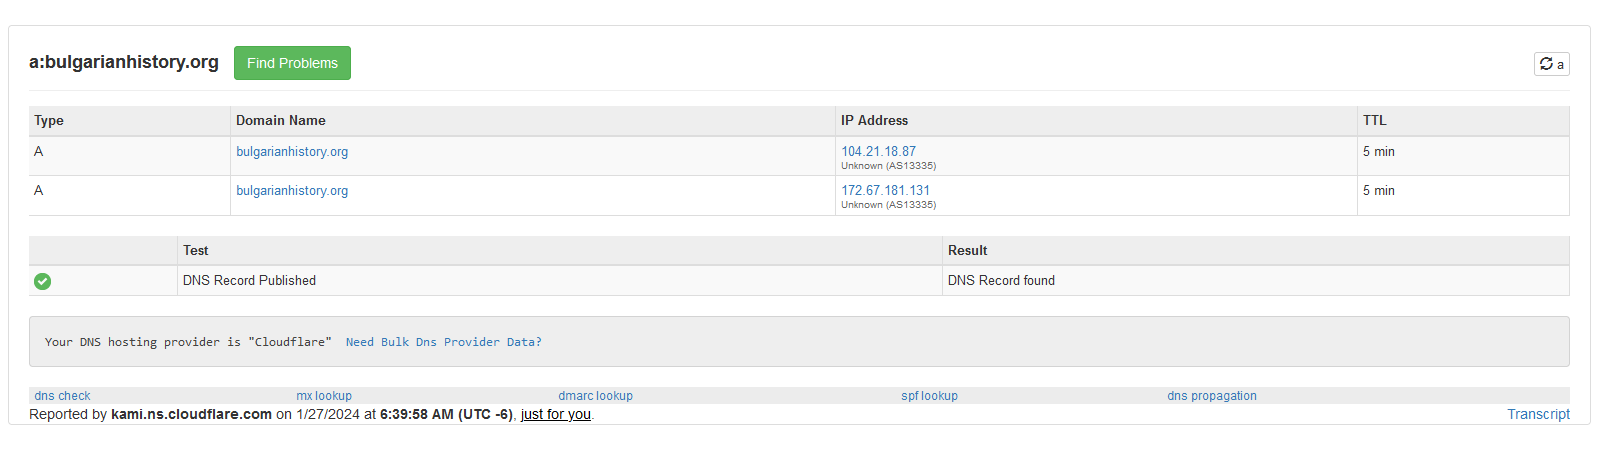 a:bulgarianhistory.org Find Problems a
Type Domain Name IP Address TTL
A bulgarianhistory.org 104.21.18.87 5 min
Unknown (AS13335)
A bulgarianhistory.org 172.67.181.131 5 min
Unknown (AS13335)
Test Result
DNS Record Published DNS Record found
Your DNS hosting provider is "Cloudflare" Need Bulk Dns Provider Data?
dns check mx lookup dmarc lookup spf lookup dns propagation
Reported by kami.ns.cloudflare.com on 1/27/2024 at 6:39:58 AM (UTC -6), just for you. Transcript